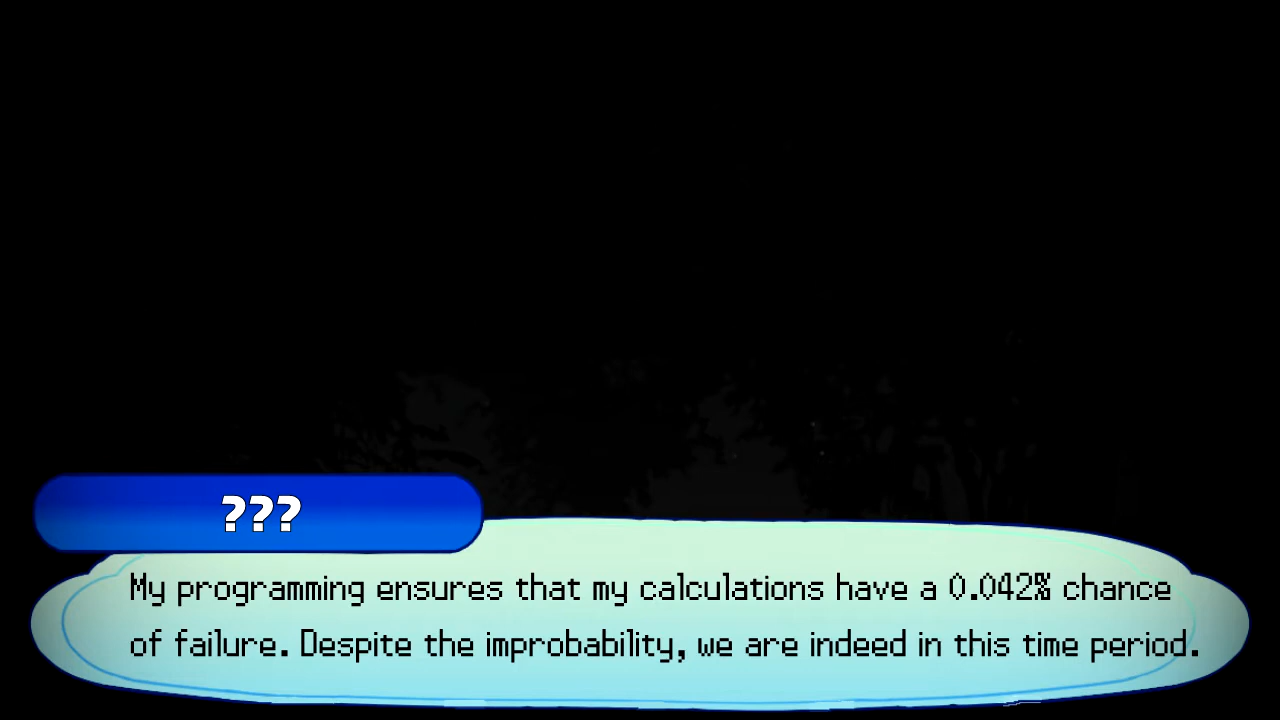 ???
My programming ensures that my calculations have a 0.042% chance
of failure. Despite the improbability, we are indeed in this time period.